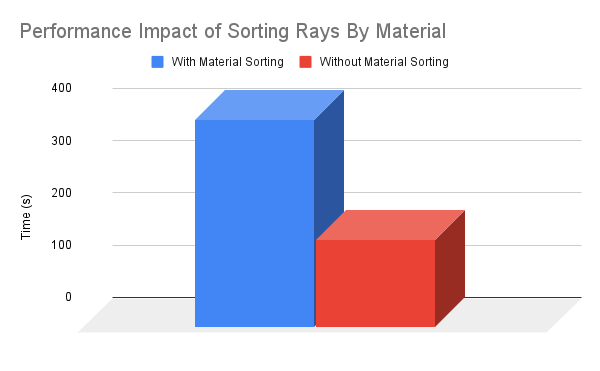 Performance Impact of Sorting Rays By Material
With Material Sorting
Without Material Sorting
400
300
200
100
0
Time (s)